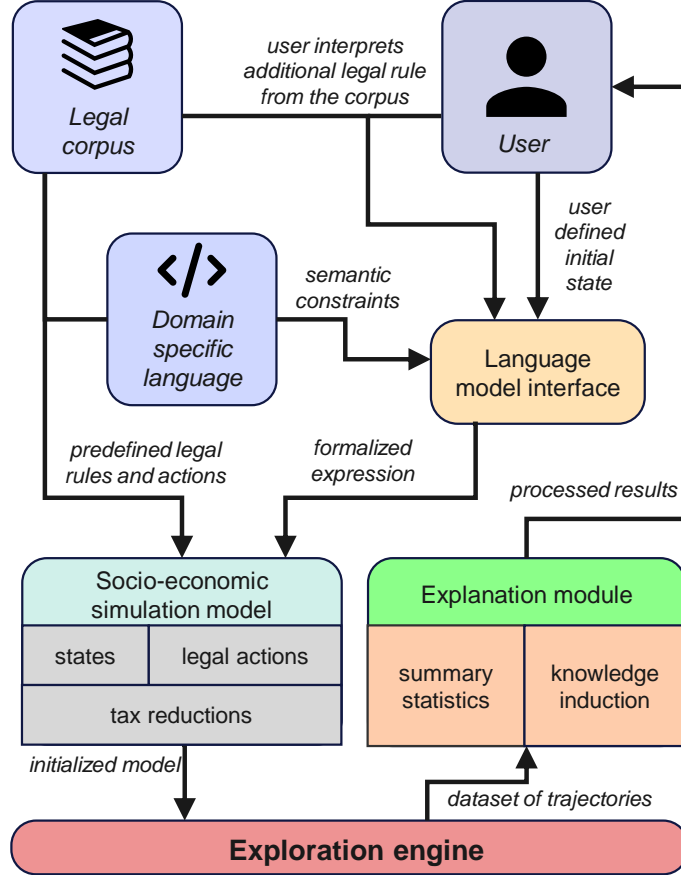 Legal
corpus
user interprets
additional legal rule
from the corpus
User
user
defined
initial
state
</>
Domain
specific
language
semantic
constraints
Language
model interface
predefined legal
rules and actions
formalized
expression
processed results
Socio-economic
simulation model
states
legal actions
tax reductions
Explanation module
summary
statistics
knowledge
induction
initialized model
dataset of trajectories
Exploration engine